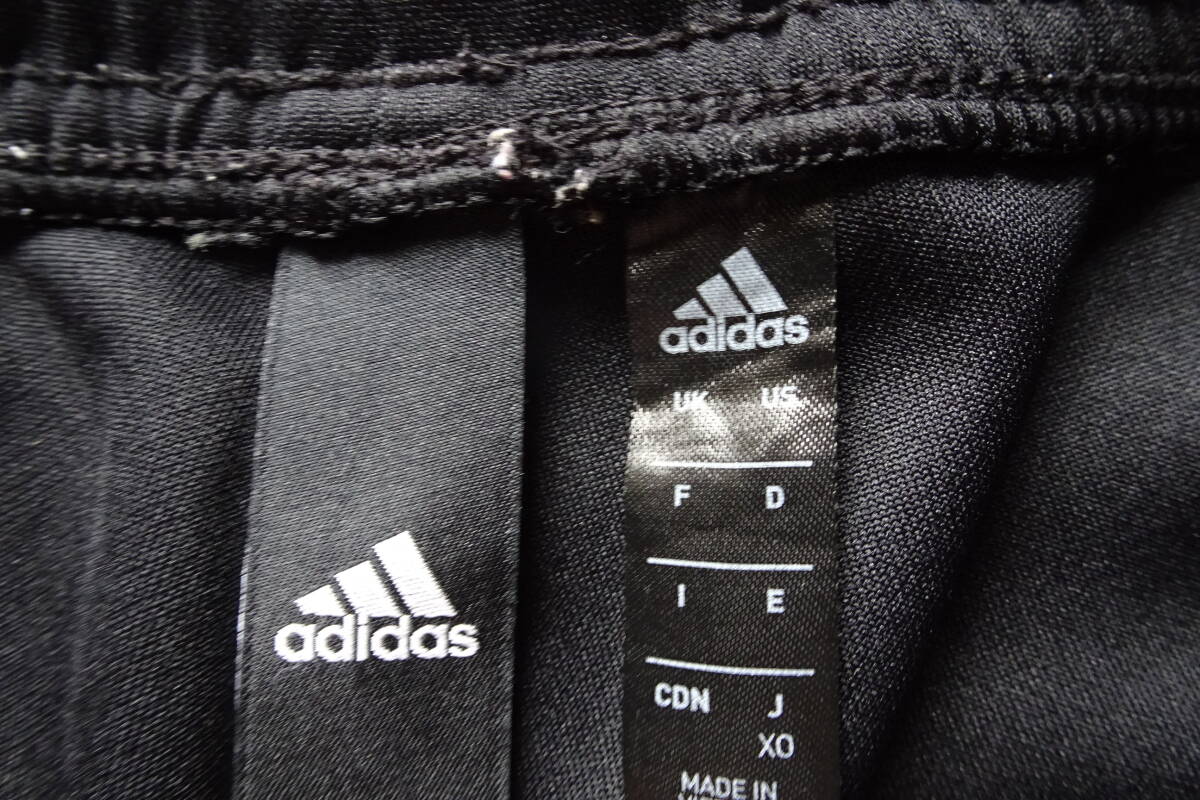 adidas
adidas
UK US
F D
I E
CDN J
XO
MADE IN